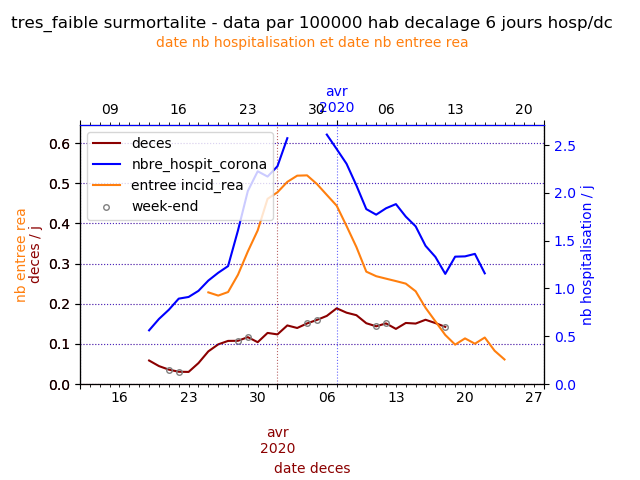 tres_faible surmortalite - data par 100000 hab decalage 6 jours hosp/dc
date nb hospitalisation et date nb entree rea
avr
2020
09 16 23 30 06 13 20
deces
nbre_hospit_corona
entree incid_rea
week-end
0.6
0.5
0.4
0.3
0.2
0.1
0.0
nb entree rea
deces / j
2.5
2.0
1.5
1.0
0.5
0.0
nb hospitalisation / j
16 23 30 06 13 20 27
avr
2020
date deces